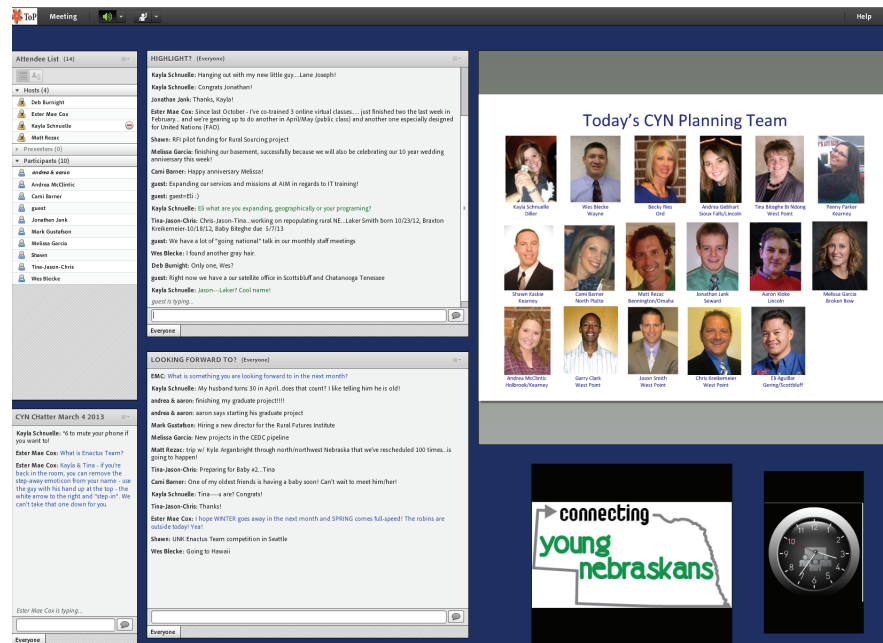 ToP Meeting Help
Attendee List (14)
Hosts (4)
Deb Burnight
Ester Mae Cox
Kayla Schnuelle
Matt Rezac
Presenters (0)
Participants (10)
andrea & aaron
Andrea McClintic
Cami Barner
guest
Jonathan Jank
Mark Gustafson
Melissa Garcia
Shawn
Tina-Jason-Chris
Wes Blecke
CYN CHatter March 4 2013
Kayla Schnuelle: *6 to mute your phone if
you want to!
Ester Mae Cox: What is Enactus Team?
Ester Mae Cox: Kayla & Tina - if you're
back in the room, you can remove the
step-away emoticon from your name - use
the guy with his hand up at the top - the
white arrow to the right and "step-in". We
can't take that one down for you
Ester Mae Cox is typing...
Everyone
HIGHLIGHT? (Everyone)
Kayla Schnuelle: Hanging out with my new little guy...Lane Joseph!
Kayla Schnuelle: Congrats Jonathan!
Jonathan Jank: Thanks, Kayla!
Ester Mae Cox: Since last October - I've co-trained 3 online virtual classes.... just finished two the last week in
February... and we're gearing up to do another in April/May (public class) and another one especially designed
for United Nations (FAO).
Shawn: RFI pilot funding for Rural Sourcing project
Melissa Garcia: finishing our basement, successfully because we will also be celebrating our 10 year wedding
anniversary this week!
Cami Barner: Happy anniversary Melissa!
guest: Expanding our services and missions at AIM in regards to IT training!
guest: guest=Eli :)
Kayla Schnuelle: Eli what are you expanding, geographically or your programing?
Tina-Jason-Chris: Chris-Jason-Tina..working on repopulating rural NE...Laker Smith born 10/23/12, Braxton
Kreikemeier-10/18/12, Baby Biteghe due 5/7/13
guest: We have a lot of "going national" talk in our monthly staff meetings
Wes Blecke: I found another gray hair.
Deb Burnight: Only one, Wes?
guest: Right now we have a our satellite office in Scottsbluff and Chatanooga Tenessee
Kayla Schnuelle: Jason---Laker? Cool name!
guest is typing...
Everyone
LOOKING FORWARD TO? (Everyone)
EMC: What is something you are looking forward to in the next month?
Kayla Schnuelle: My husband turns 30 in April..does that count? I like telling him he is old!
andrea & aaron: finishing my graduate project!!!!!
andrea & aaron: aaron says starting his graduate project
Mark Gustafson: Hiring a new director for the Rural Futures Institute
Melissa Garcia: New projects in the CEDC pipeline
Matt Rezac: trip w/ Kyle Arganbright through north/northwest Nebraska that we've rescheduled 100 times..is
going to happen!
Tina-Jason-Chris: Preparing for Baby #2...Tina
Cami Barner: One of my oldest friends is having a baby soon! Can't wait to meet him/her!
Kayla Schnuelle: Tina----a are? Congrats!
Tina-Jason-Chris: Thanks!
Ester Mae Cox: I hope WINTER goes away in the next month and SPRING comes full-speed! The robins are
outside today! Yea!
Shawn: UNK Enactus Team competition in Seattle
Wes Blecke: Going to Hawaii
Everyone
Today's CYN Planning Team
Kayla Schnuelle
Diller
Wes Blecke
Wayne
Becky Nes
Ord
Andrea Gebhart
Sioux Falls/Lincoln
Tina Biteghe Bi Ndong
West Point
Penny Parker
Kearney
Shawn Kaskie
Kearney
Cami Barner
North Platte
Matt Rezac
Bennington/Omaha
Jonathan Jank
Seward
Aaron Kloke
Lincoln
Melissa Garcia
Broken Bow
Andrea McClintic
Holbrook/Kearney
Garry Clark
West Point
Jason Smith
West Point
Chris Kreikemeier
West Point
Eli Aguillar
Gering/Scottbluff
connecting
young
nebraskans
11 12 1
10 2
9 3
8 4
7 6 5